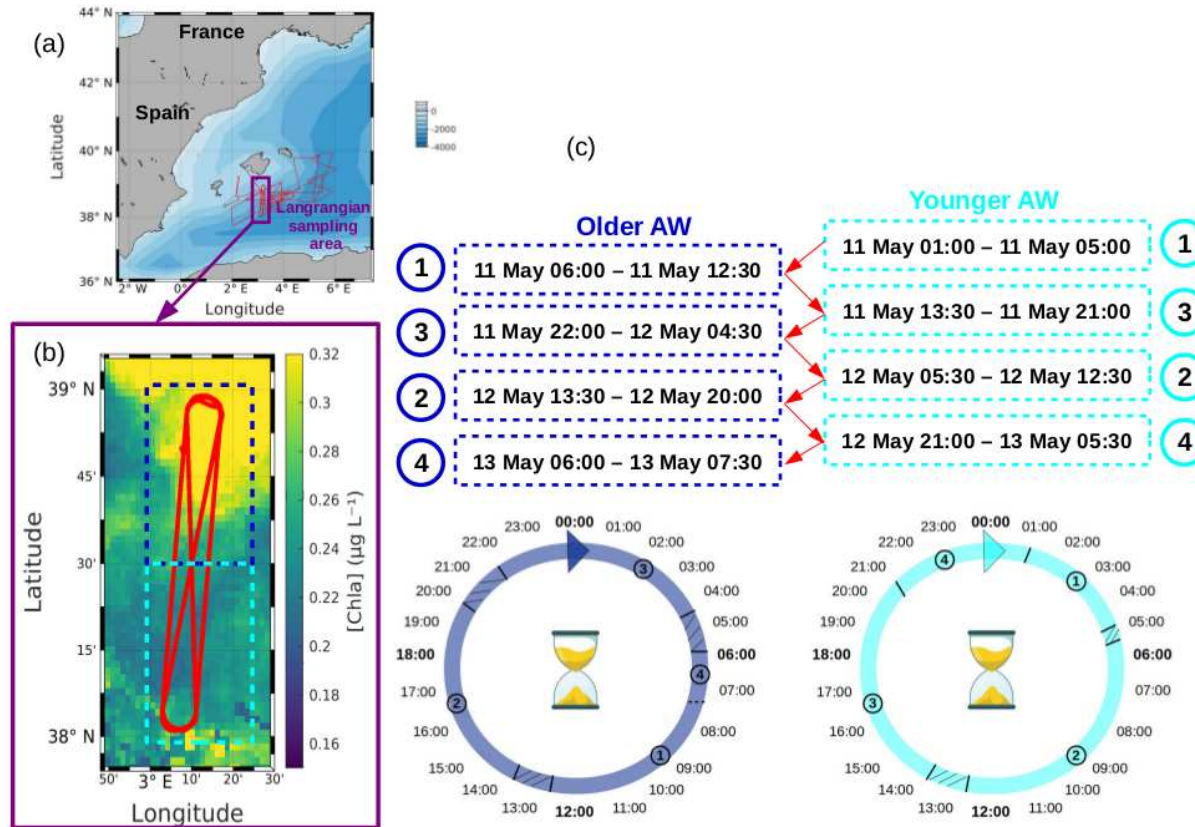 (a)
44° N
42° N
40° N
38° N
36° N
Latitude
France
Spain
Langrangian
sampling
area
2° W 0° 2° E 4° E 6° E
Longitude
0
-2000
-4000
(b)
39° N
45'
30'
15'
38° N
Latitude
50' 3° E 10' 20' 30'
Longitude
0.32
0.3
0.28
0.26
0.24
0.22
0.2
0.18
0.16
[Chla] (µg L⁻¹)
(c)
Older AW
1 11 May 06:00 – 11 May 12:30
3 11 May 22:00 – 12 May 04:30
2 12 May 13:30 – 12 May 20:00
4 13 May 06:00 – 13 May 07:30
Younger AW
11 May 01:00 – 11 May 05:00 1
11 May 13:30 – 11 May 21:00 3
12 May 05:30 – 12 May 12:30 2
12 May 21:00 – 13 May 05:30 4
00:00
01:00
02:00
03:00
04:00
05:00
06:00
07:00
08:00
09:00
10:00
11:00
12:00
13:00
14:00
15:00
16:00
17:00
18:00
19:00
20:00
21:00
22:00
23:00
3
4
1
2
00:00
01:00
02:00
03:00
04:00
05:00
06:00
07:00
08:00
09:00
10:00
11:00
12:00
13:00
14:00
15:00
16:00
17:00
18:00
19:00
20:00
21:00
22:00
23:00
1
2
3
4